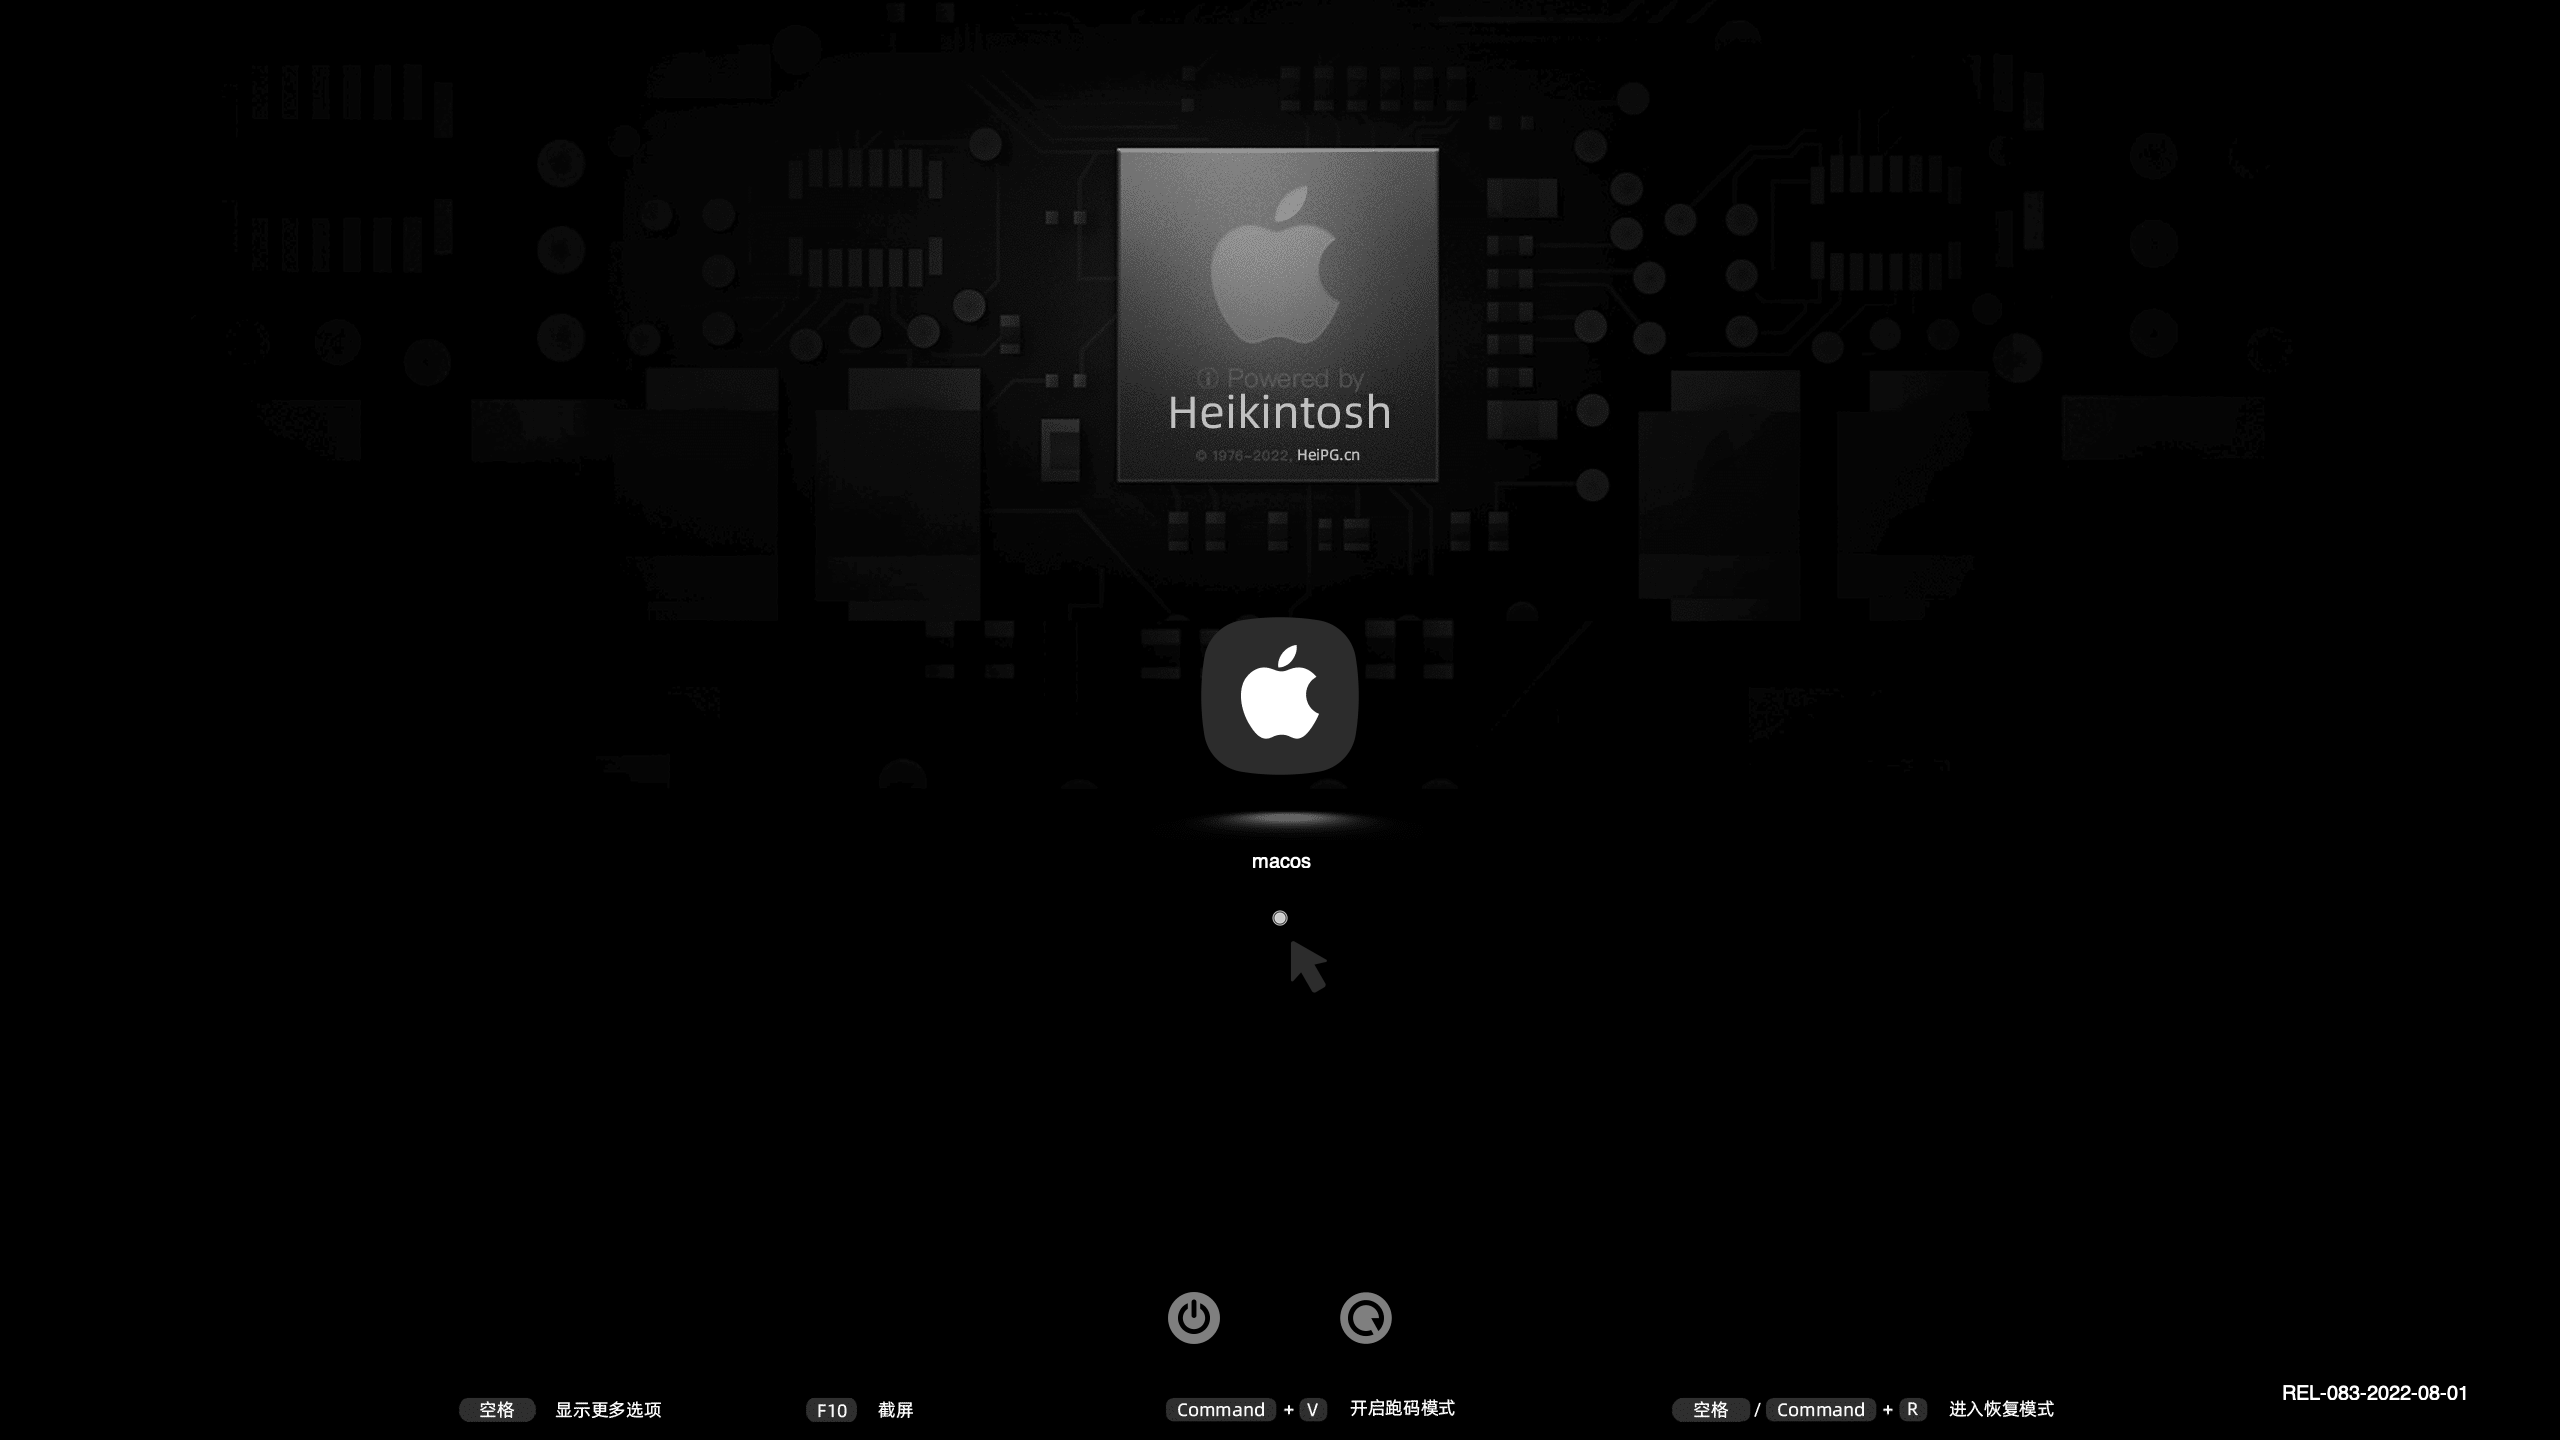 ⓘ Powered by
Heikintosh
© 1976-2022, HeiPG.cn
macos
REL-083-2022-08-01
空格 显示更多选项 F10 截屏 Command + V 开启跑码模式 空格 / Command + R 进入恢复模式